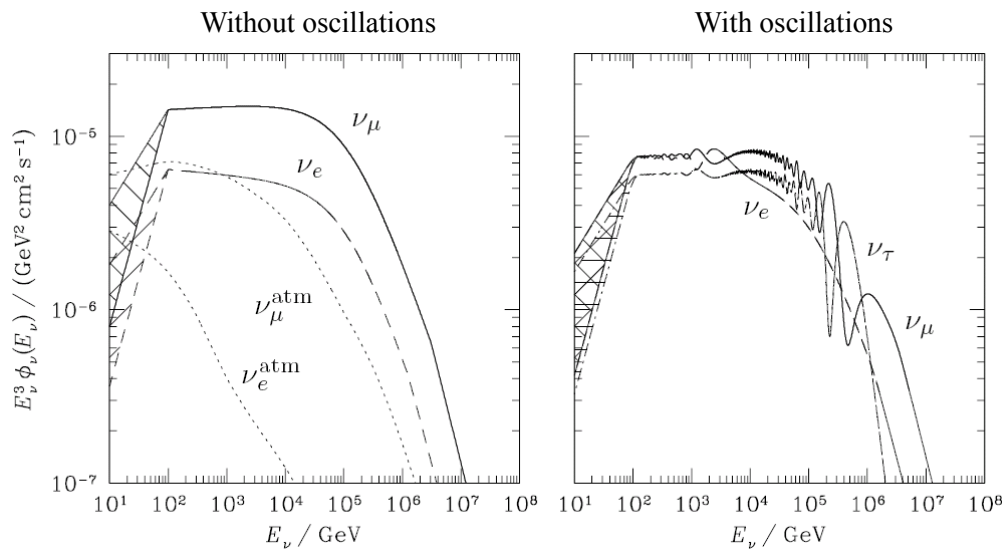 Without oscillations
With oscillations
E_ν^3 ϕ_ν(E_ν) / (GeV^2 cm^2 s^-1)
10^-5
10^-6
10^-7
ν_μ
ν_e
ν_μ^atm
ν_e^atm
10^1 10^2 10^3 10^4 10^5 10^6 10^7 10^8
E_ν / GeV
ν_e
ν_τ
ν_μ
10^1 10^2 10^3 10^4 10^5 10^6 10^7 10^8
E_ν / GeV